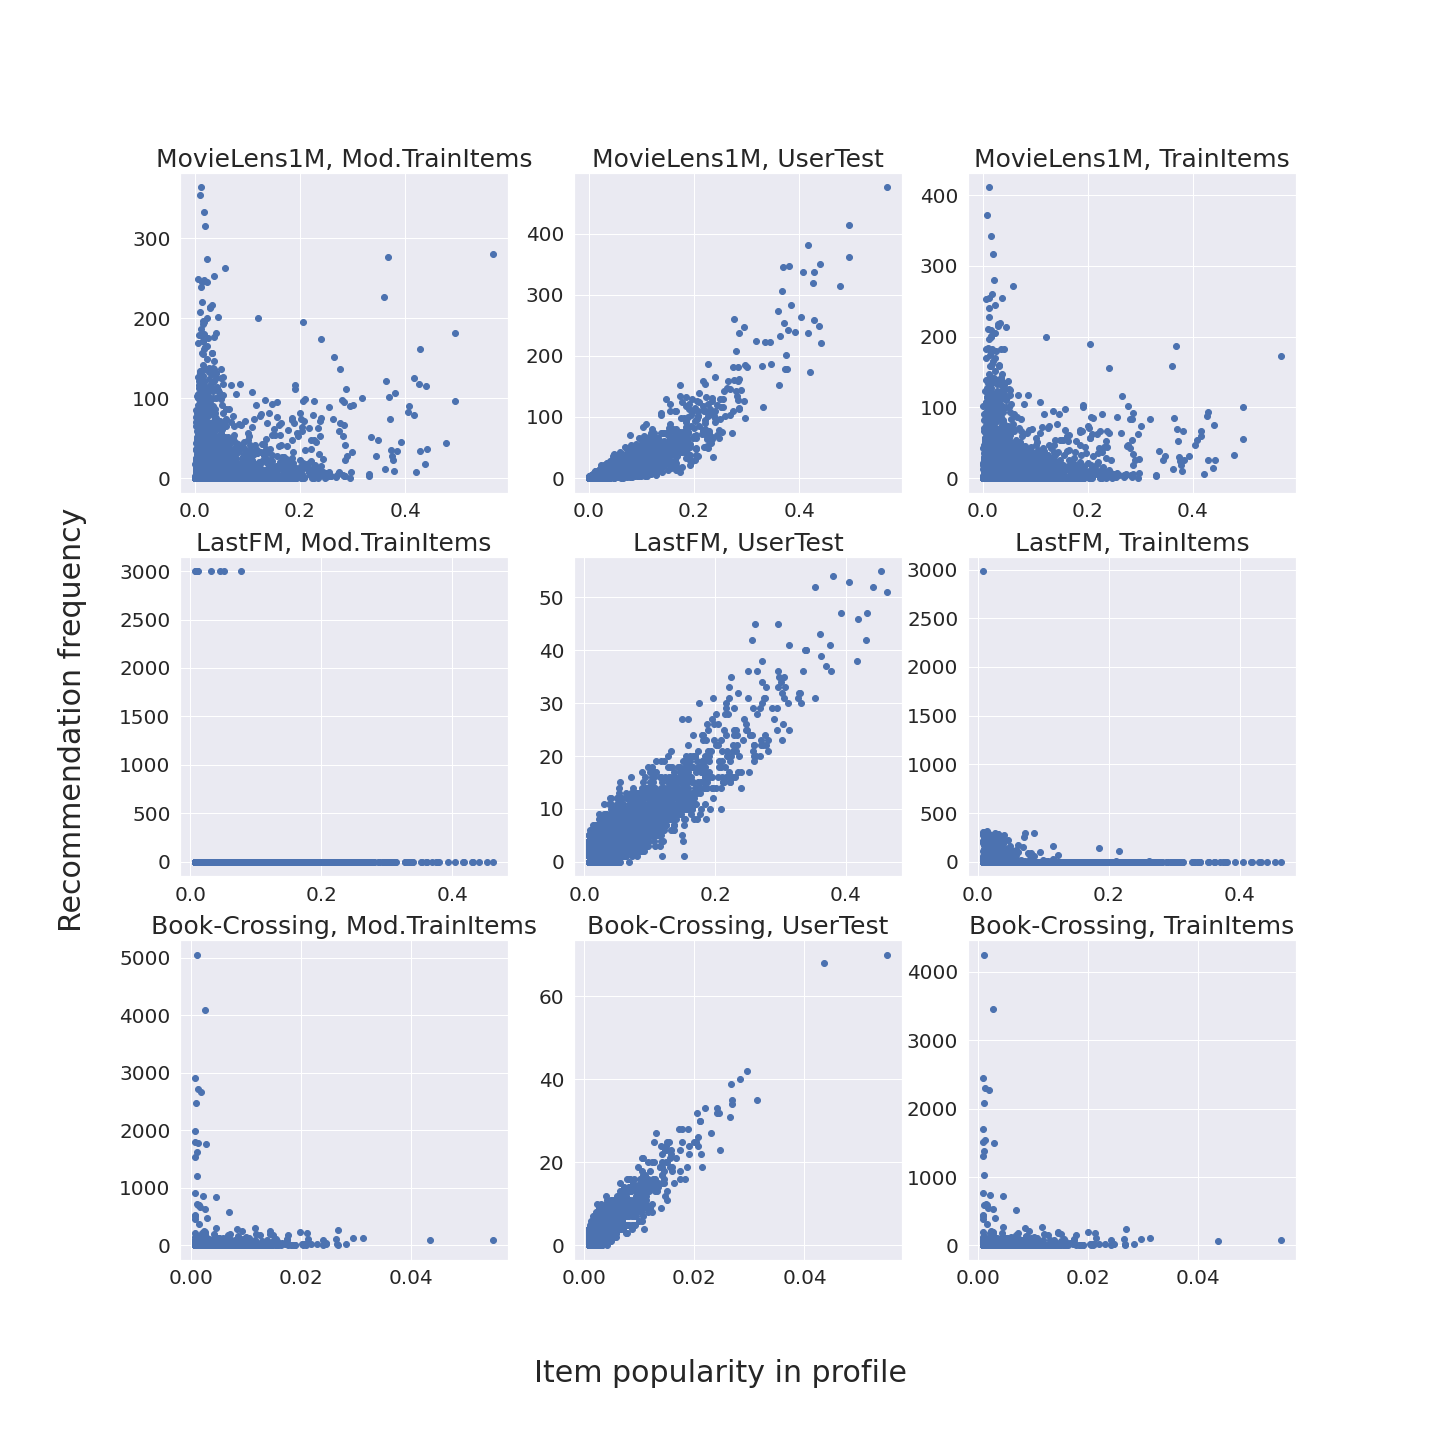 MovieLens1M, Mod.TrainItems
MovieLens1M, UserTest
MovieLens1M, TrainItems
300
200
100
0
0.0 0.2 0.4
400
300
200
100
0
0.0 0.2 0.4
400
300
200
100
0
0.0 0.2 0.4
Recommendation frequency
LastFM, Mod.TrainItems
LastFM, UserTest
LastFM, TrainItems
3000
2500
2000
1500
1000
500
0
0.0 0.2 0.4
50
40
30
20
10
0
0.0 0.2 0.4
3000
2500
2000
1500
1000
500
0
0.0 0.2 0.4
Book-Crossing, Mod.TrainItems
Book-Crossing, UserTest
Book-Crossing, TrainItems
5000
4000
3000
2000
1000
0
0.00 0.02 0.04
60
40
20
0
0.00 0.02 0.04
4000
3000
2000
1000
0
0.00 0.02 0.04
Item popularity in profile